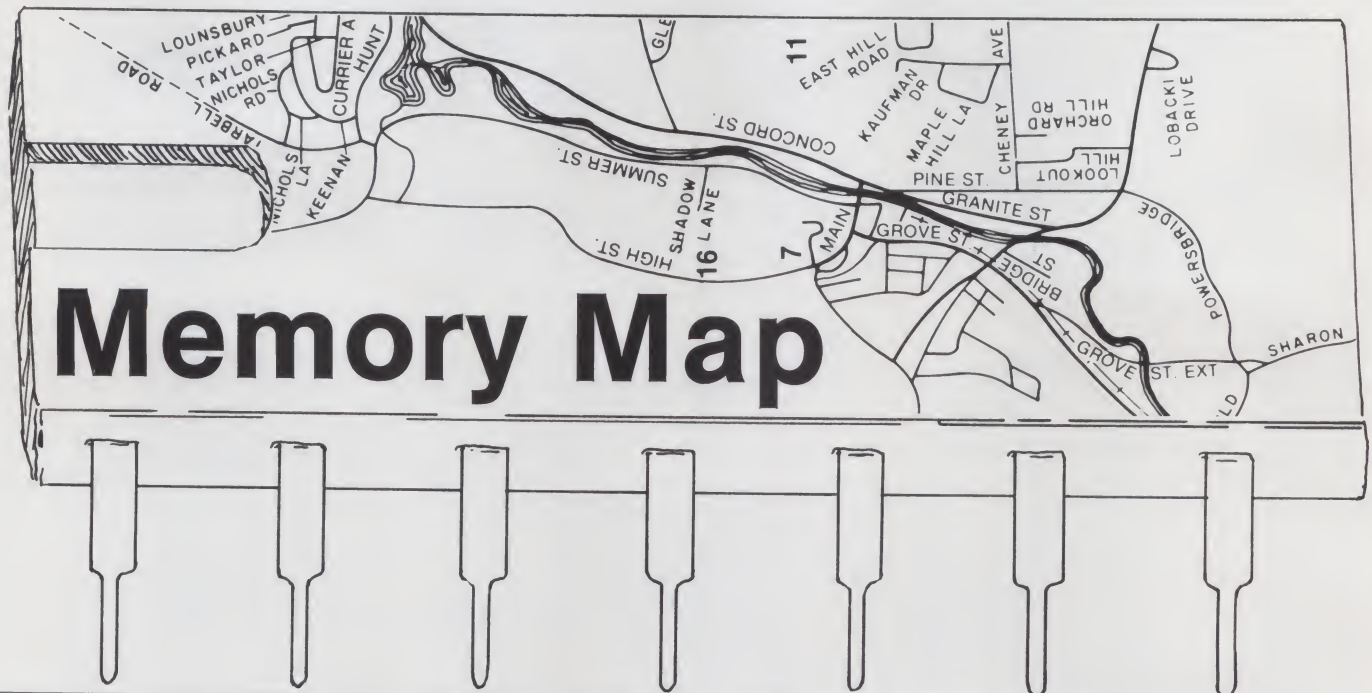 LOUNSBURY
PICKARD
TAYLOR
NICHOLS
RD
CURRIER A
HUNT
TARBELL
ROAD
NICHOLS
LA
KEENAN
GLE
11
EAST HILL
ROAD
AVE
KAUFMAN
DR
MAPLE
HILL LA
CHENEY
ORCHARD
HILL RD
LOOKOUT
HILL
LOBACKI
DRIVE
CONCORD ST.
SUMMER ST.
PINE ST.
GRANITE ST
HIGH ST.
SHADOW
LANE
16
7
MAIN
GROVE ST.
BRIDGE
ST
POWERSBRIDGE
GROVE ST. EXT
SHARON
LD
Memory Map